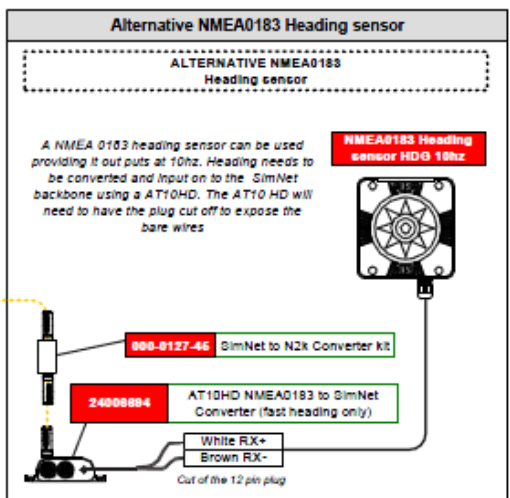 Alternative NMEA0183 Heading sensor
ALTERNATIVE NMEA0183
Heading sensor
A NMEA 0183 heading sensor can be used
providing it out puts at 10hz. Heading needs to
be converted and input on to the SimNet
backbone using a AT10HD. The AT10 HD will
need to have the plug cut off to expose the
bare wires
NMEA0183 Heading
sensor HDG 10hz
000-0127-45 SimNet to N2k Converter kit
24006694 AT10HD NMEA0183 to SimNet
Converter (fast heading only)
White RX+
Brown RX-
Cut of the 12 pin plug